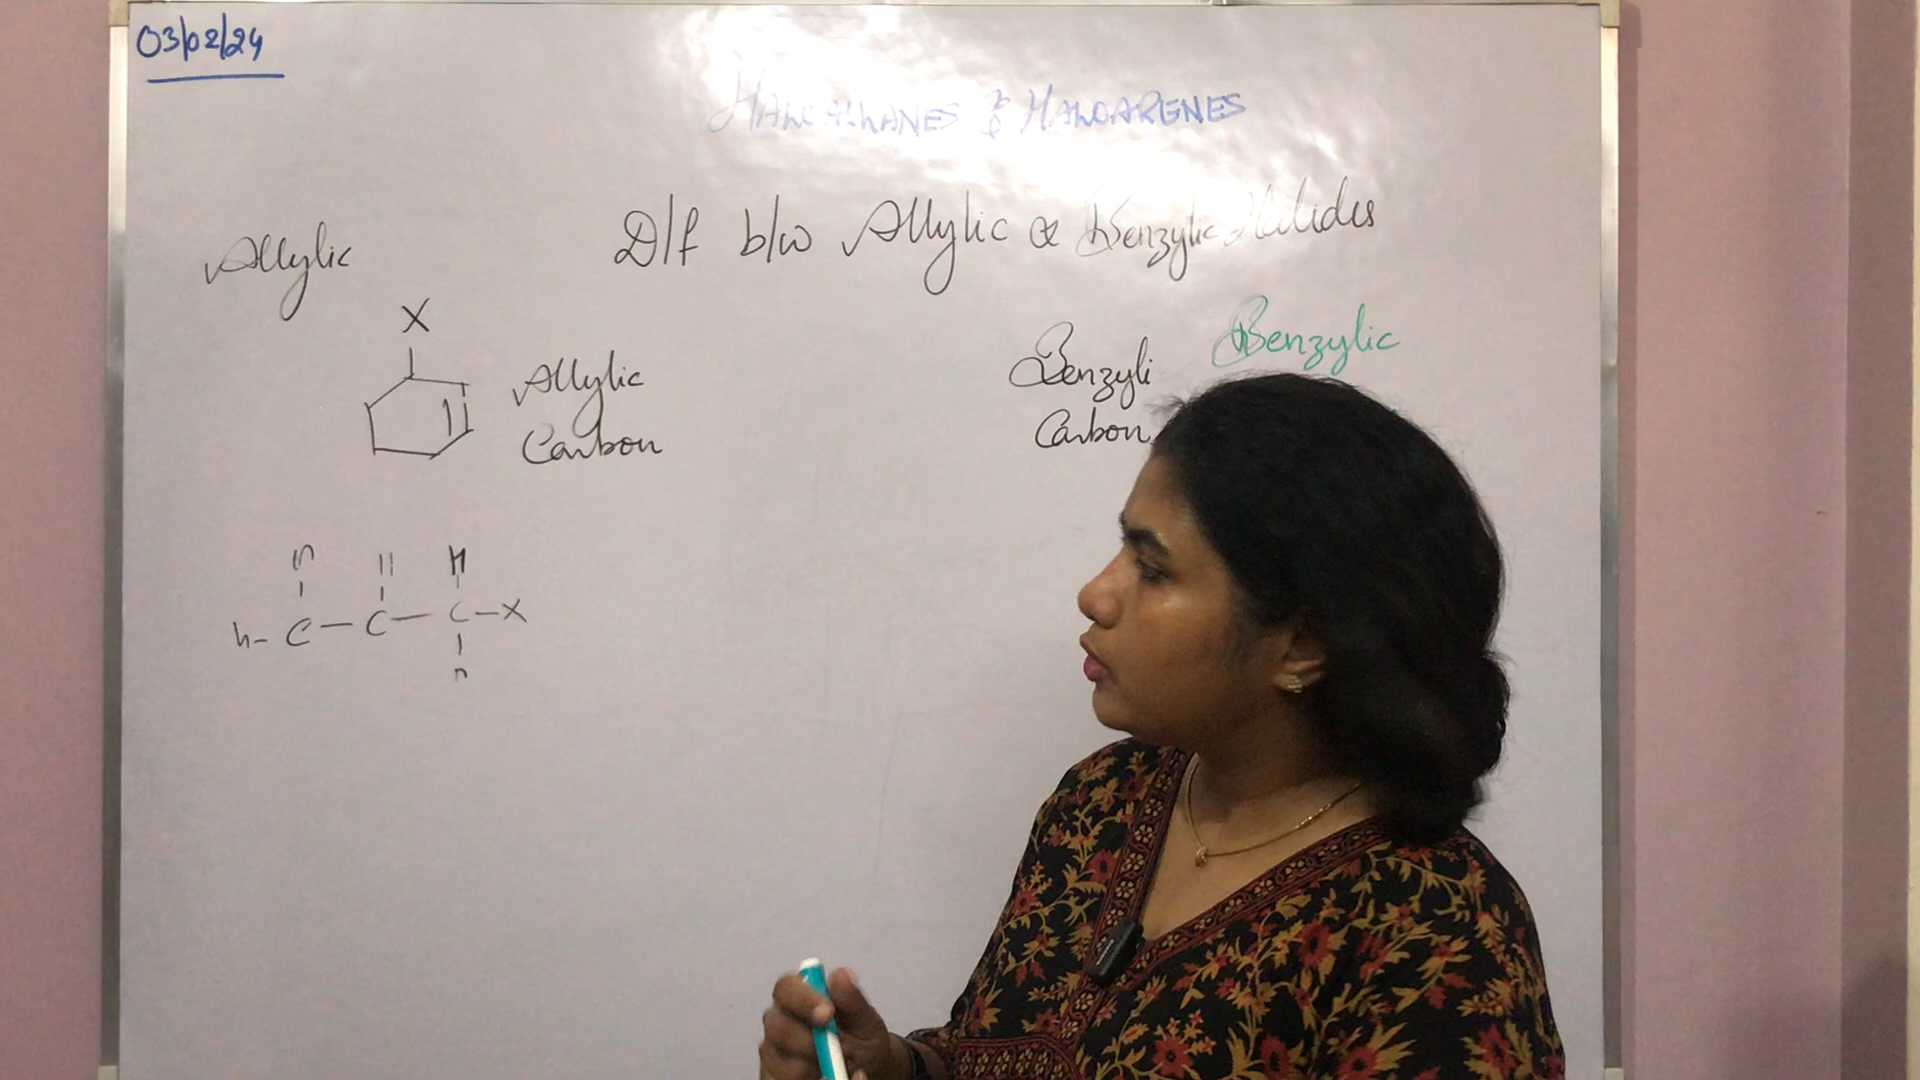 03/02/24
HALOALKANES & HALOARENES
D/f b/w Allylic & Benzylic Halides
Allylic
X
Allylic
Carbon
Benzylic
Benzyli
Carbon
H
H- C - C - C - X